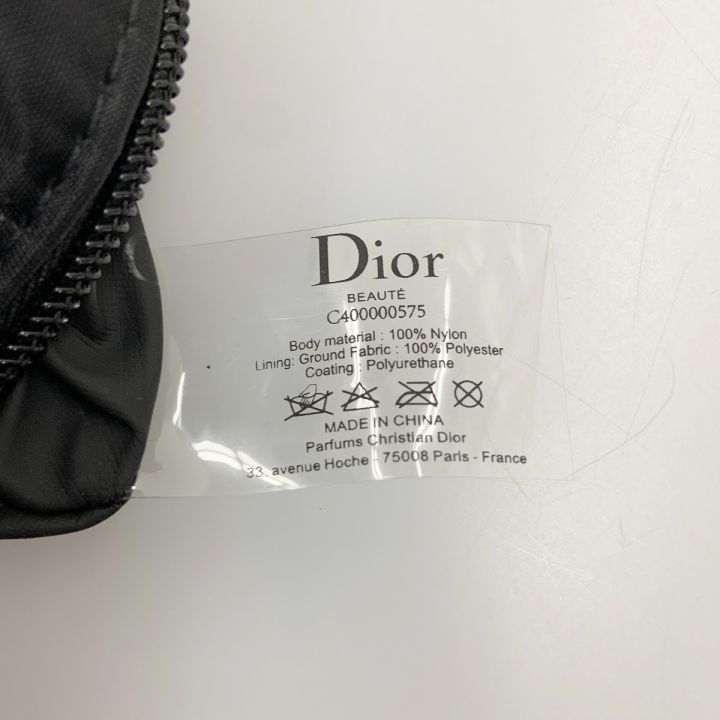 Dior
BEAUTÉ
C400000575
Body material : 100% Nylon
Lining: Ground Fabric : 100% Polyester
Coating : Polyurethane
MADE IN CHINA
Parfums Christian Dior
33, avenue Hoche - 75008 Paris - France